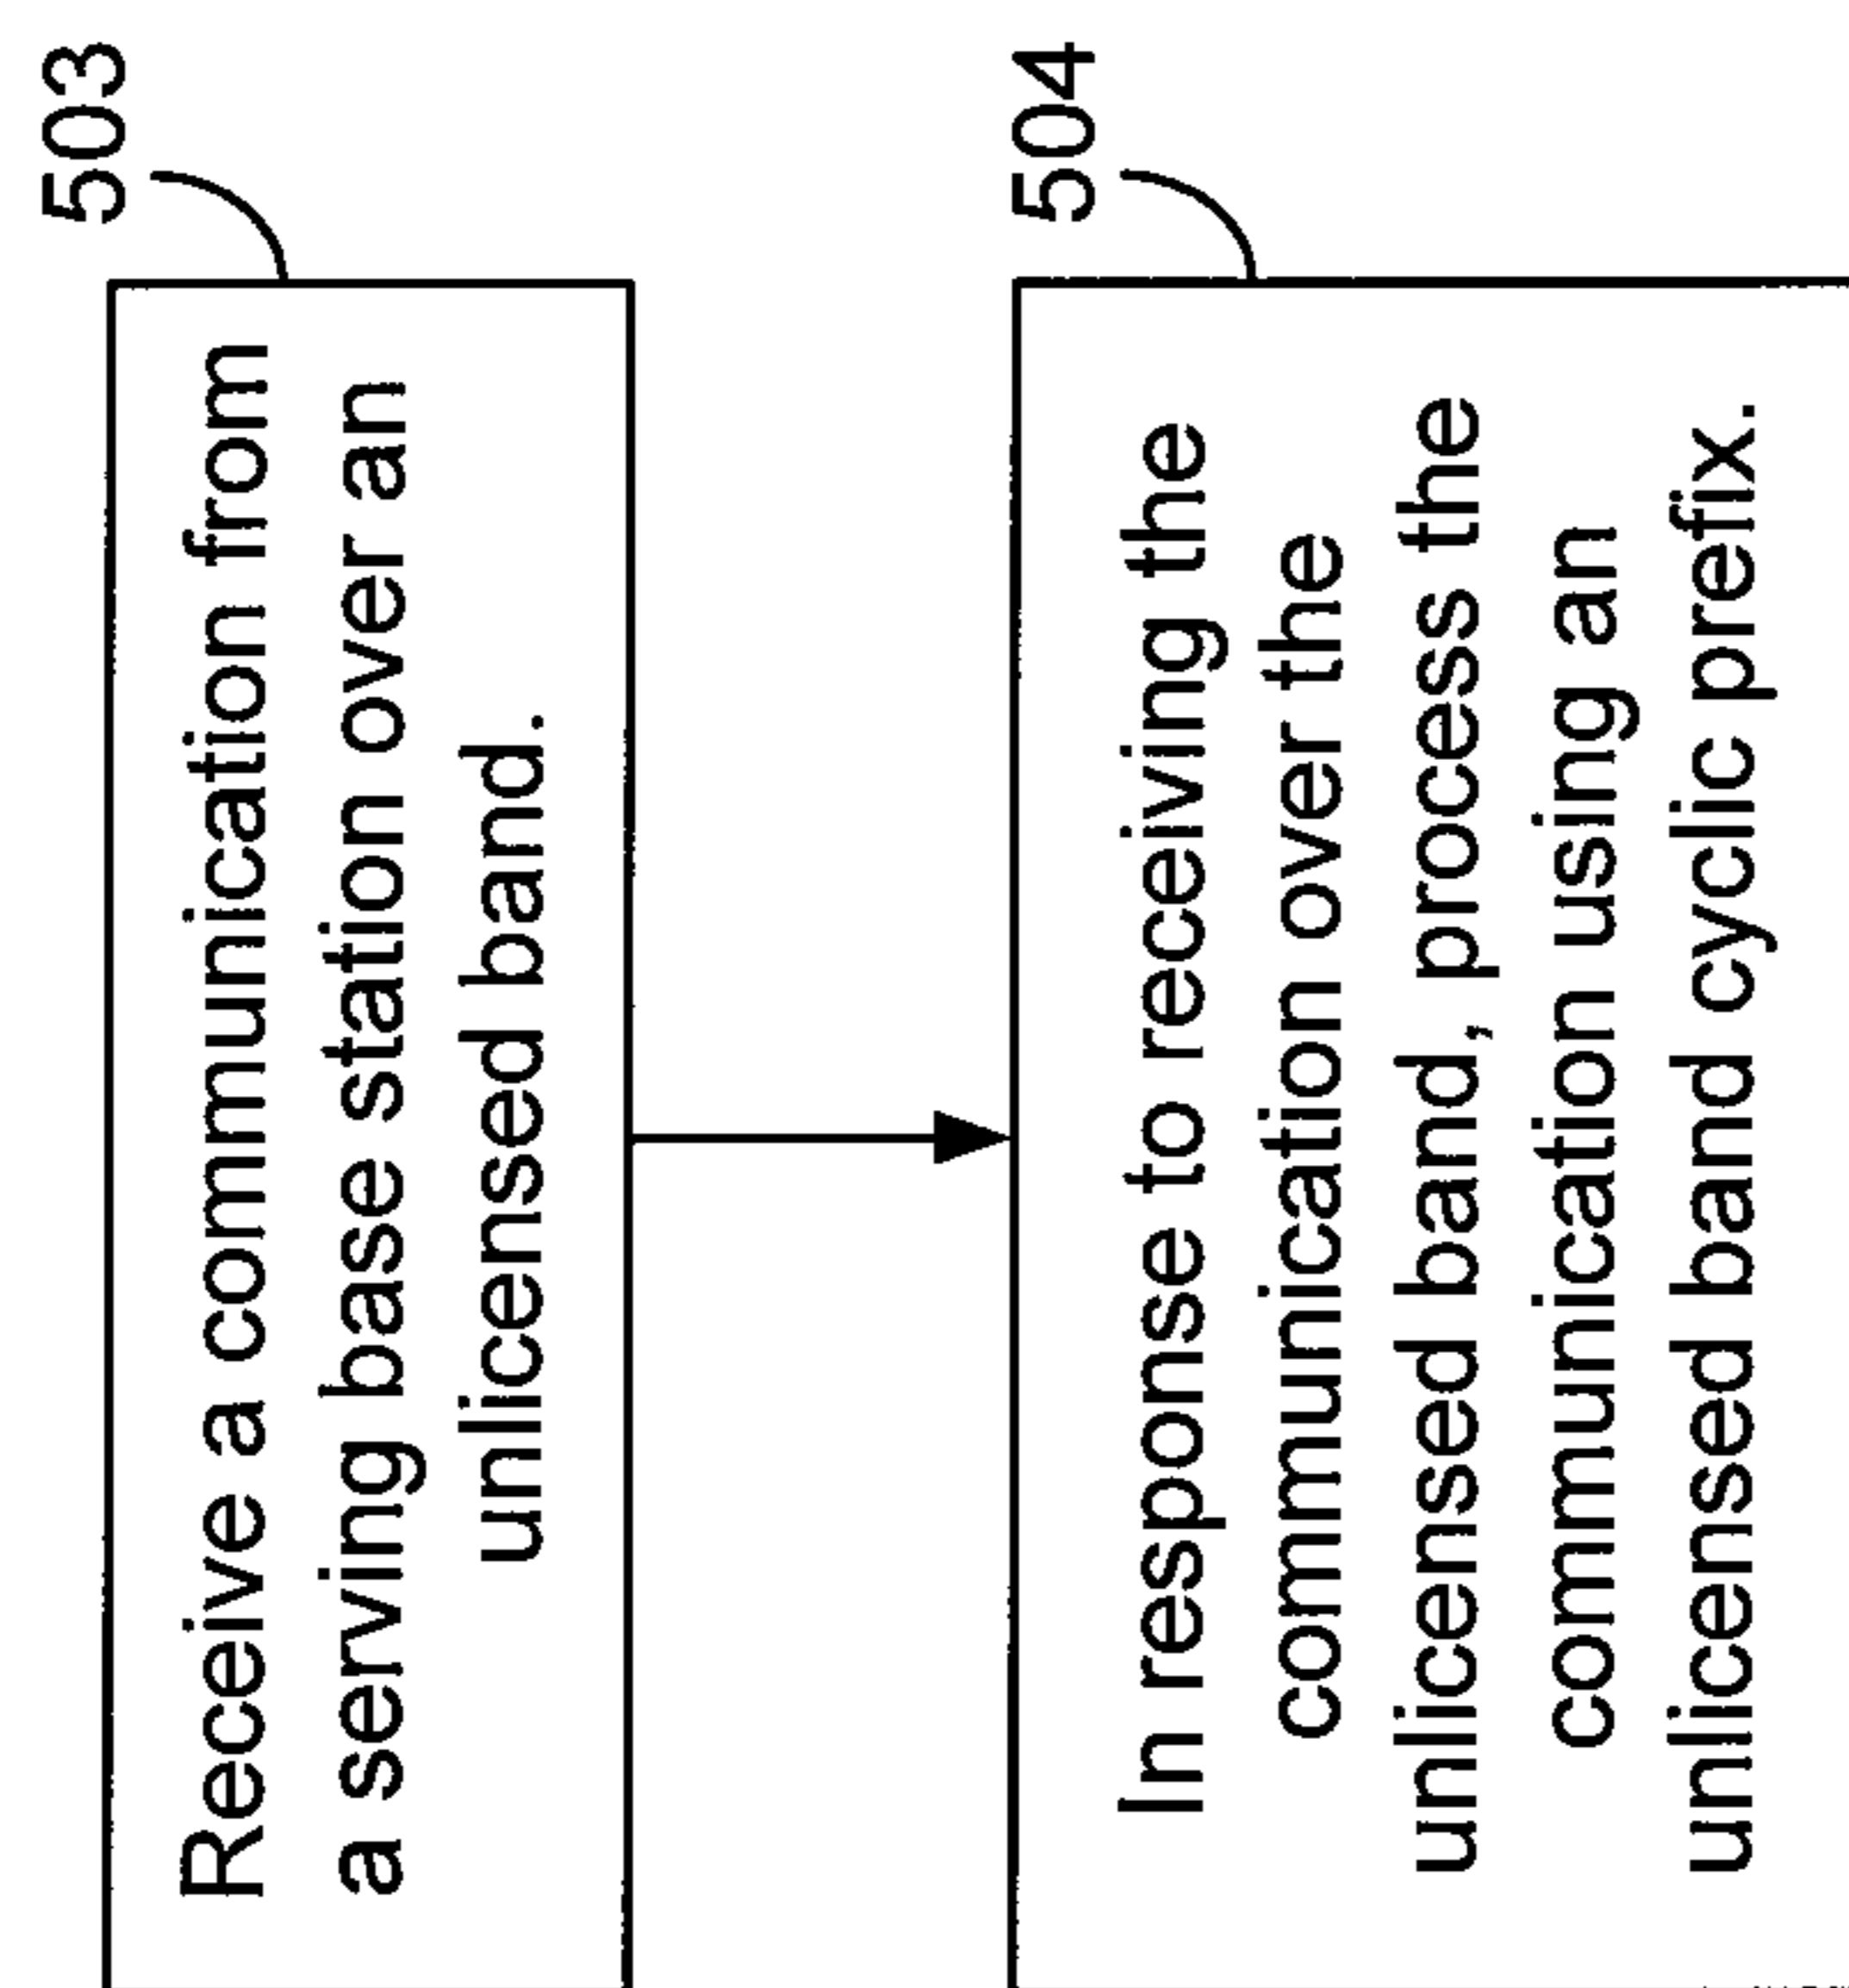 503
Receive a communication from
a serving base station over an
unlicensed band.
504
In response to receiving the
communication over the
unlicensed band, process the
communication using an
unlicensed band cyclic prefix.